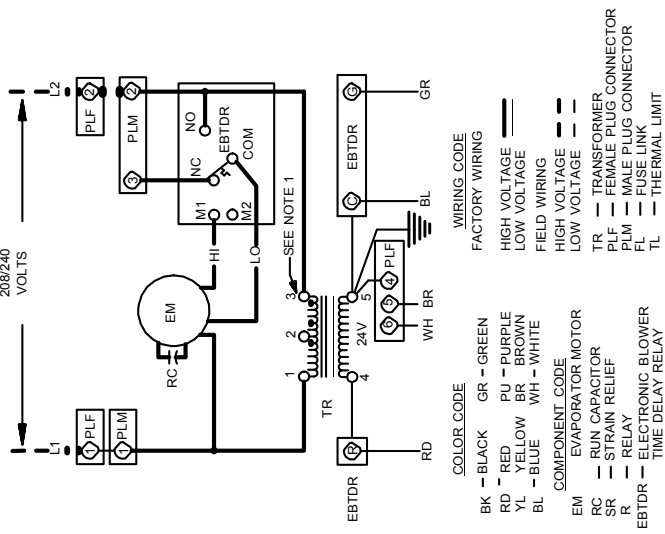 208/240
VOLTS
L1
L2
1
PLF
1
PLM
PLF
2
3
PLM
2
RC
EM
HI
LO
M1
M2
NC
NO
EBTDR
COM
SEE NOTE 1
1
2
3
TR
24V
4
5
EBTDR
R
RD
C
EBTDR
G
BL
GR
6
5
4
PLF
WH
BR
COLOR CODE
BK – BLACK
RD – RED
YL YELLOW
BL – BLUE
GR – GREEN
PU – PURPLE
BR BROWN
WH – WHITE
COMPONENT CODE
EM EVAPORATOR MOTOR
RC — RUN CAPACITOR
SR — STRAIN RELIEF
R — RELAY
EBTDR — ELECTRONIC BLOWER
TIME DELAY RELAY
WIRING CODE
FACTORY WIRING
HIGH VOLTAGE
LOW VOLTAGE
FIELD WIRING
HIGH VOLTAGE
LOW VOLTAGE
TR — TRANSFORMER
PLF — FEMALE PLUG CONNECTOR
PLM — MALE PLUG CONNECTOR
FL — FUSE LINK
TL — THERMAL LIMIT